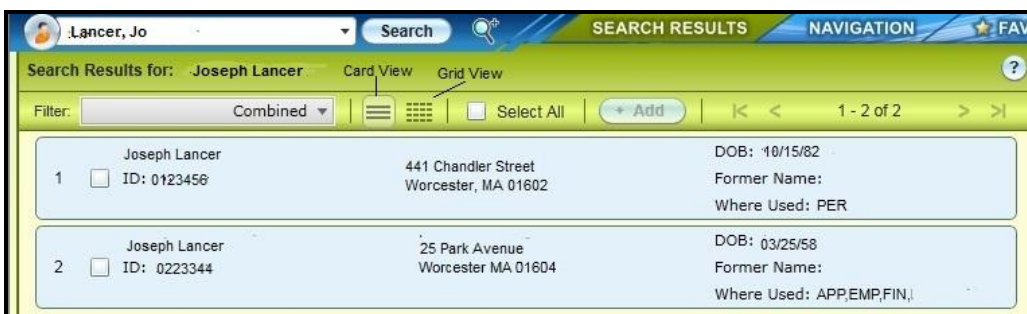 Lancer, Jo Search SEARCH RESULTS NAVIGATION FAV
Search Results for: Joseph Lancer Card View Grid View ?
Filter: Combined Select All + Add 1 - 2 of 2
Joseph Lancer
1 ID: 0123456
441 Chandler Street
Worcester, MA 01602
DOB: 10/15/82
Former Name:
Where Used: PER
Joseph Lancer
2 ID: 0223344
25 Park Avenue
Worcester MA 01604
DOB: 03/25/58
Former Name:
Where Used: APP,EMP,FIN,